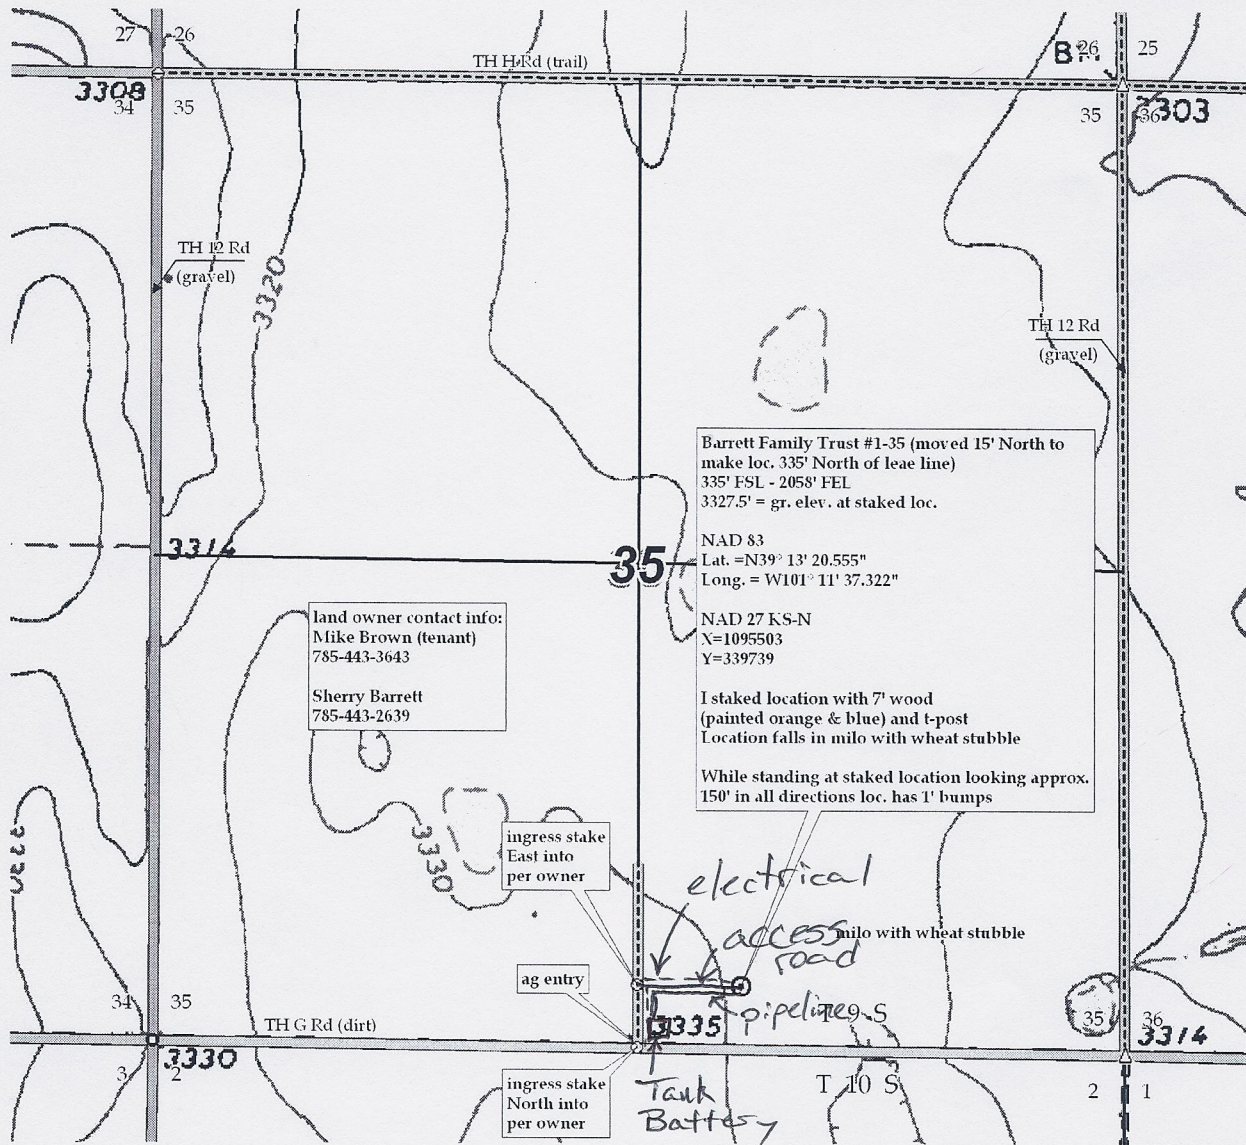 27
26
TH H Rd (trail)
26
25
3308
34
35
35
36
3303
TH 12 Rd
(gravel)
3320
TH 12 Rd
(gravel)
Barrett Family Trust #1-35 (moved 15' North to
make loc. 335' North of leae line)
335' FSL - 2058' FEL
3327.5' = gr. elev. at staked loc.
NAD 83
Lat. =N39° 13' 20.555"
Long. = W101° 11' 37.322"
NAD 27 KS-N
X=1095503
Y=339739
I staked location with 7' wood
(painted orange & blue) and t-post
Location falls in milo with wheat stubble
While standing at staked location looking approx.
150' in all directions loc. has 1' bumps
3314
35
land owner contact info:
Mike Brown (tenant)
785-443-3643
Sherry Barrett
785-443-2639
3330
ingress stake
East into
per owner
electrical
access
road
milo with wheat stubble
ag entry
pipeline
T 9 S
34
35
TH G Rd (dirt)
3335
35
36
3314
3330
3
2
ingress stake
North into
per owner
Tank
Battery
T 10 S
2
1